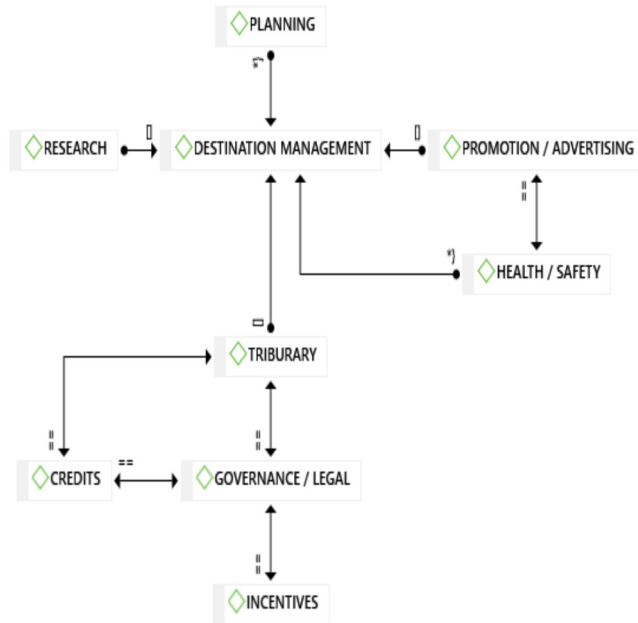 PLANNING
*}
RESEARCH
[]
DESTINATION MANAGEMENT
[]
PROMOTION / ADVERTISING
==
*}
HEALTH / SAFETY
[]
TRIBURARY
==
==
==
CREDITS
GOVERNANCE / LEGAL
==
INCENTIVES